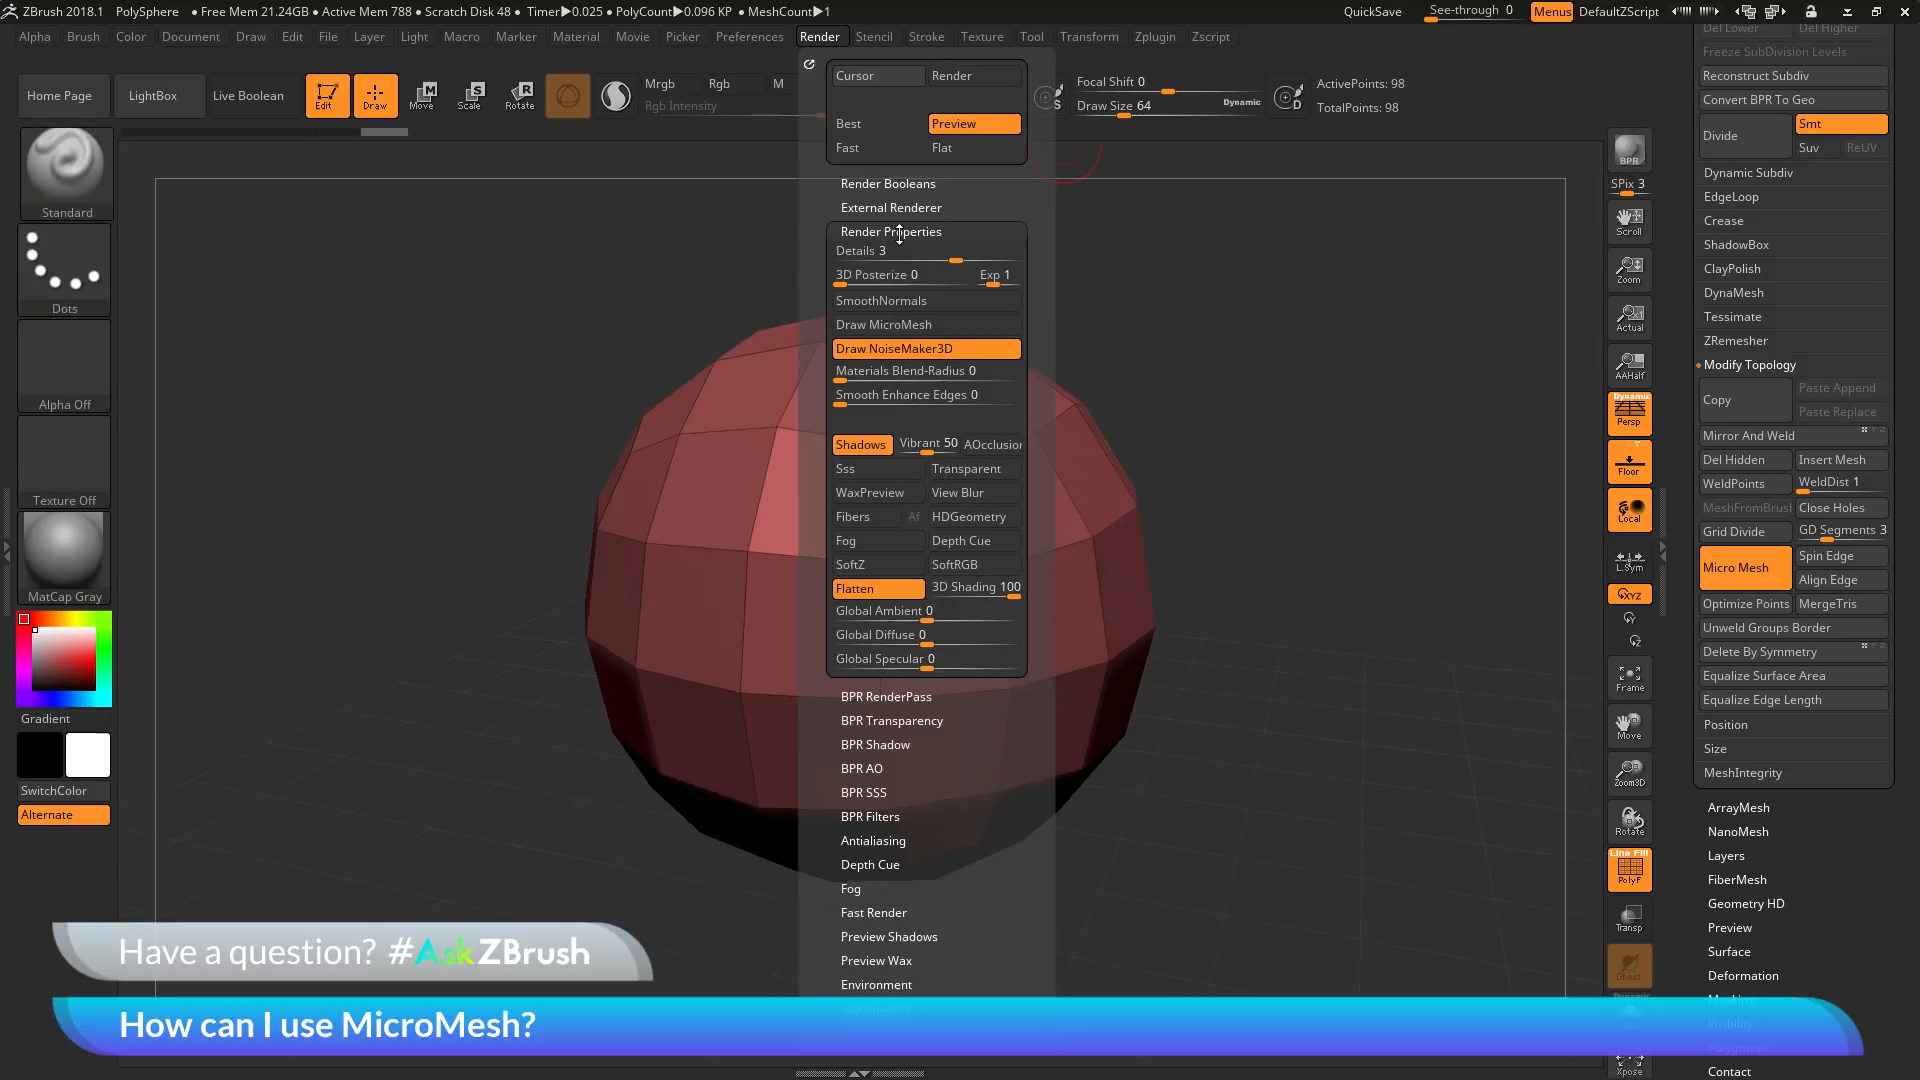 ZBrush 2018.1 PolySphere • Free Mem 21.24GB • Active Mem 788 • Scratch Disk 48 • Timer▶0.025 • PolyCount▶0.096 KP • MeshCount▶1 QuickSave See-through 0 Menus DefaultZScript
Alpha Brush Color Document Draw Edit File Layer Light Macro Marker Material Movie Picker Preferences Render Stencil Stroke Texture Tool Transform Zplugin Zscript
Home Page LightBox Live Boolean Edit Draw Move Scale Rotate Mrgb Rgb M
Rgb Intensity
Focal Shift 0
Draw Size 64 Dynamic
S
D
ActivePoints: 98
TotalPoints: 98
Standard
Dots
Alpha Off
Texture Off
MatCap Gray
Gradient
SwitchColor
Alternate
Cursor Render
Best Preview
Fast Flat
Render Booleans
External Renderer
Render Properties
Details 3
3D Posterize 0 Exp 1
SmoothNormals
Draw MicroMesh
Draw NoiseMaker3D
Materials Blend-Radius 0
Smooth Enhance Edges 0
Shadows Vibrant 50 AOcclusion
Sss Transparent
WaxPreview View Blur
Fibers Af HDGeometry
Fog Depth Cue
SoftZ SoftRGB
Flatten 3D Shading 100
Global Ambient 0
Global Diffuse 0
Global Specular 0
BPR RenderPass
BPR Transparency
BPR Shadow
BPR AO
BPR SSS
BPR Filters
Antialiasing
Depth Cue
Fog
Fast Render
Preview Shadows
Preview Wax
Environment
BPR
SPix 3
Scroll
Zoom
Actual
AAHalf
Dynamic
Persp
Floor
Local
L.Sym
XYZ
Frame
Move
Zoom3D
Rotate
Line Fill
PolyF
Transp
Ghost
Dynamic
Xpose
Del Lower Del Higher
Freeze SubDivision Levels
Reconstruct Subdiv
Convert BPR To Geo
Divide Smt
Suv ReUV
Dynamic Subdiv
EdgeLoop
Crease
ShadowBox
ClayPolish
DynaMesh
Tessimate
ZRemesher
Modify Topology
Copy Paste Append
Paste Replace
Mirror And Weld
Del Hidden Insert Mesh
WeldPoints WeldDist 1
MeshFromBrush Close Holes
Grid Divide GD Segments 3
Micro Mesh Spin Edge
Align Edge
Optimize Points MergeTris
Unweld Groups Border
Delete By Symmetry
Equalize Surface Area
Equalize Edge Length
Position
Size
MeshIntegrity
ArrayMesh
NanoMesh
Layers
FiberMesh
Geometry HD
Preview
Surface
Deformation
Contact
Have a question? #AskZBrush
How can I use MicroMesh?